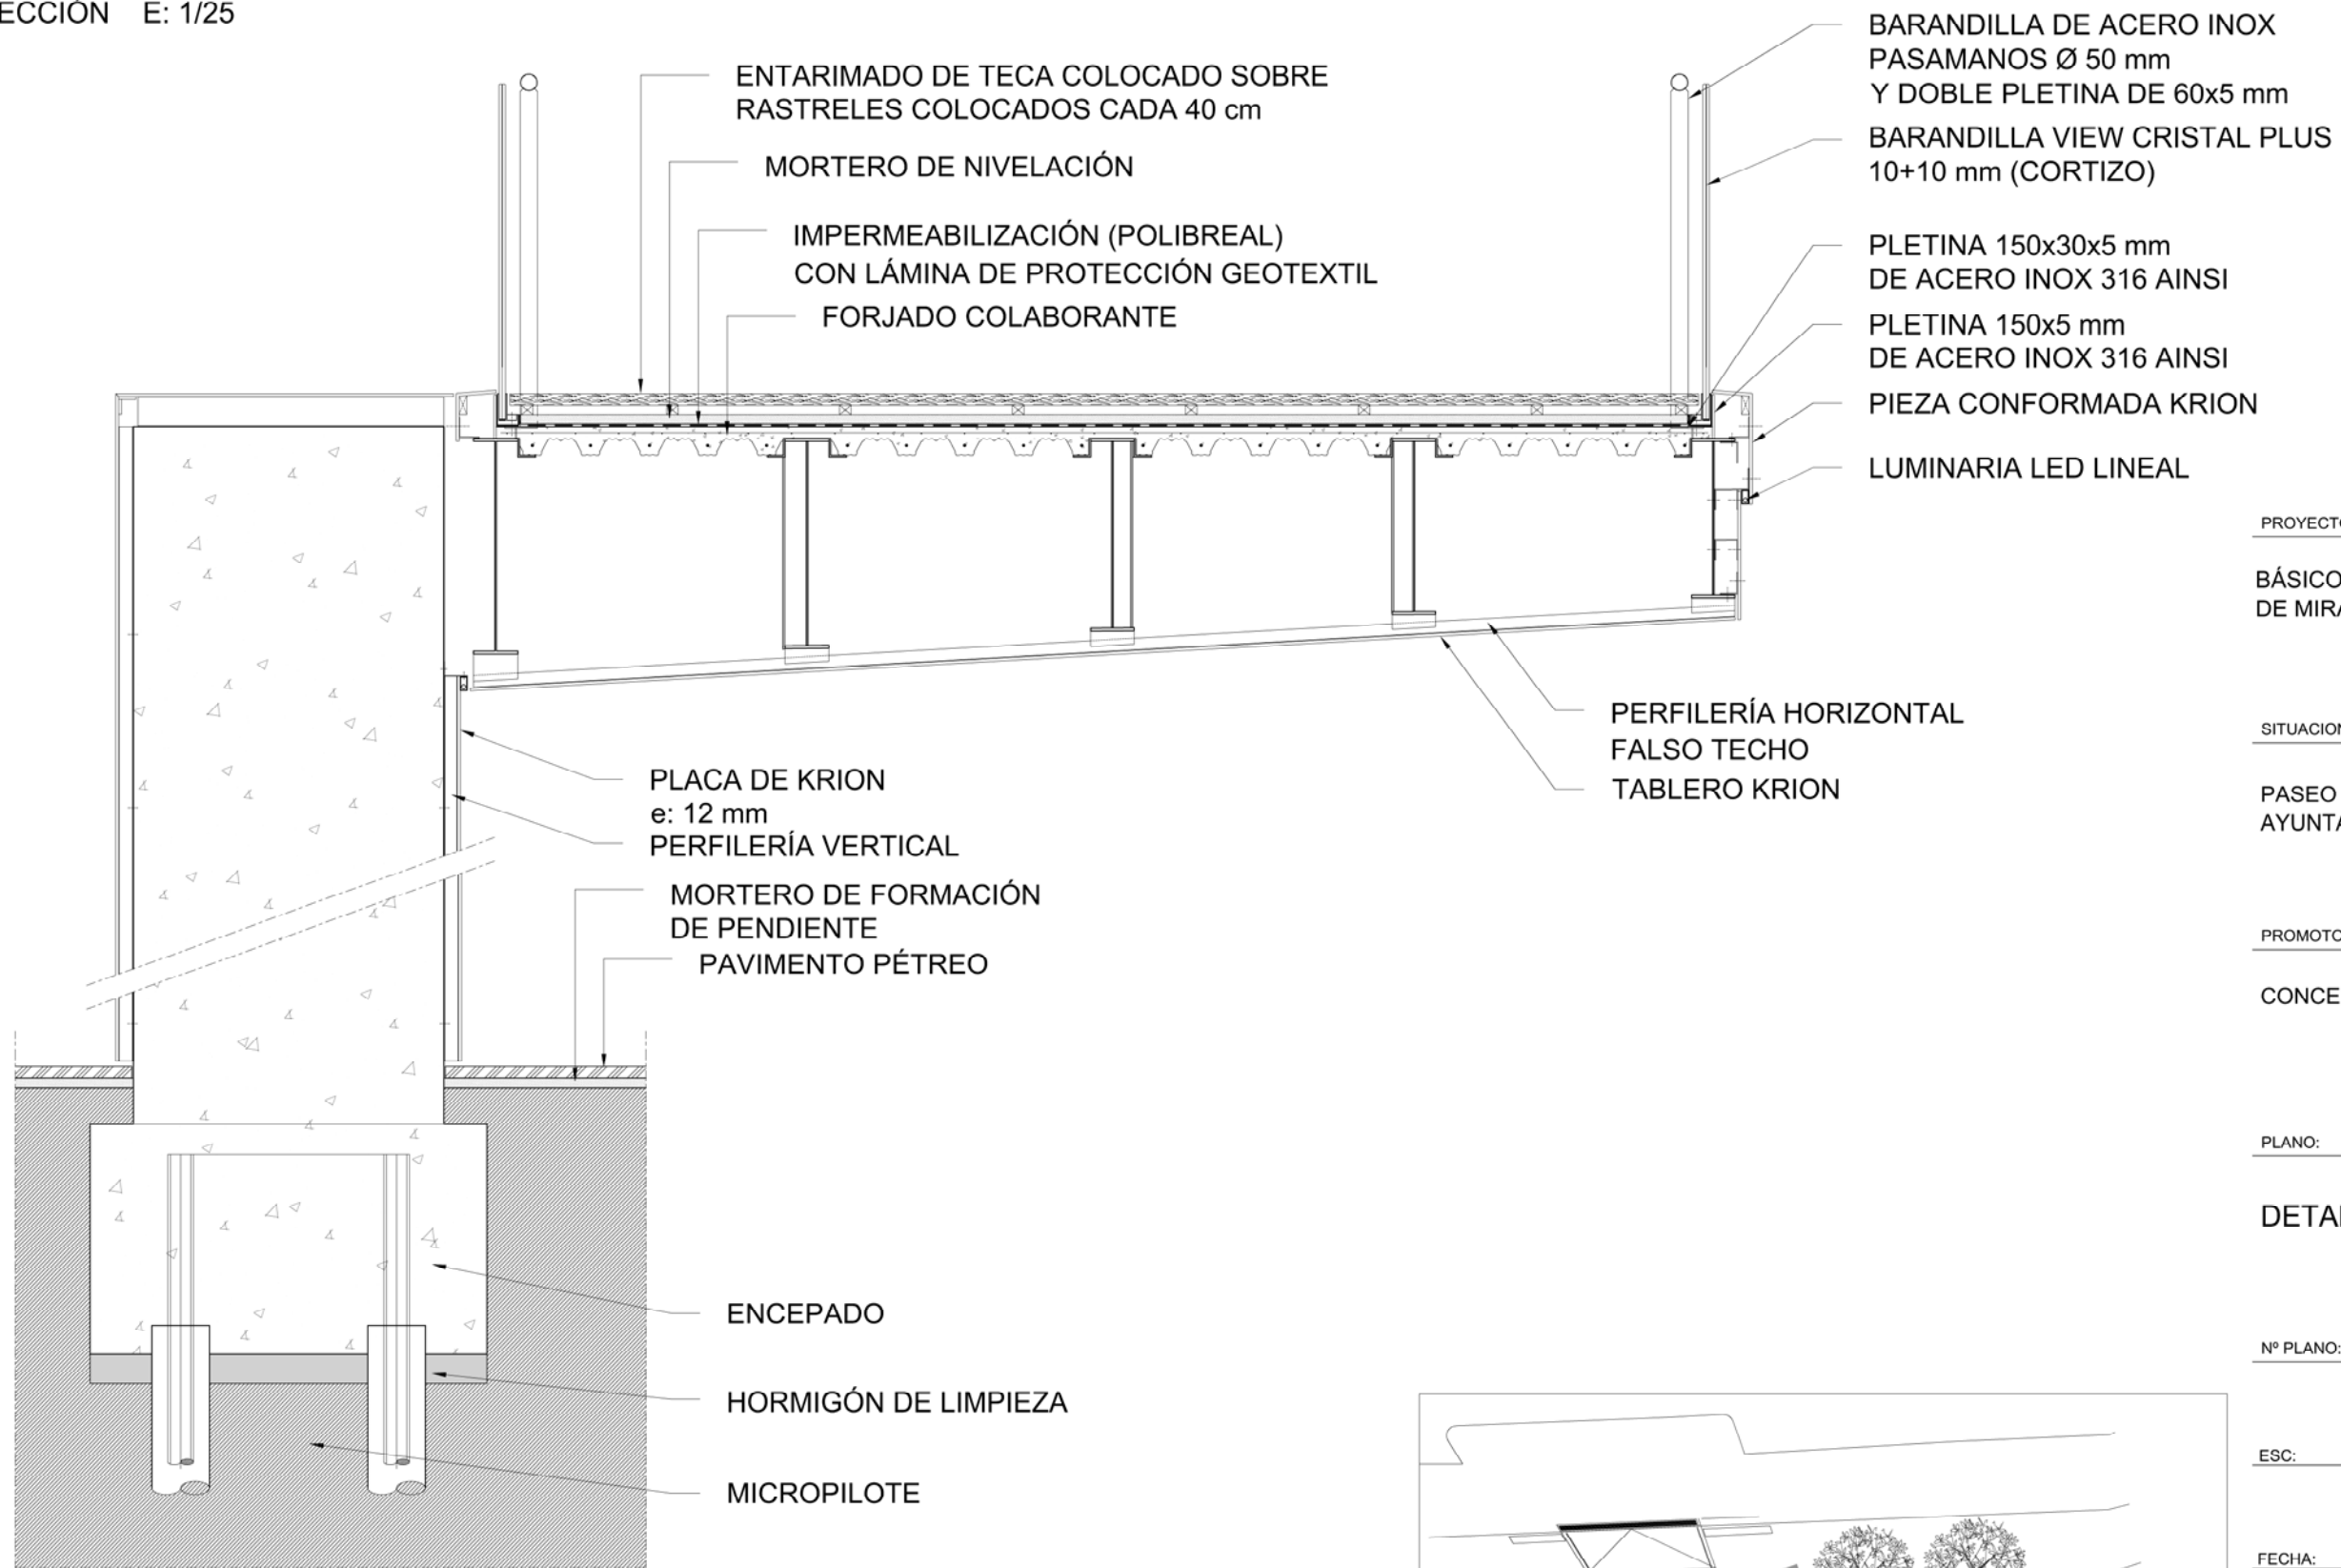 ECCIÓN E: 1/25
ENTARIMADO DE TECA COLOCADO SOBRE
RASTRELES COLOCADOS CADA 40 cm
MORTERO DE NIVELACIÓN
IMPERMEABILIZACIÓN (POLIBREAL)
CON LÁMINA DE PROTECCIÓN GEOTEXTIL
FORJADO COLABORANTE
BARANDILLA DE ACERO INOX
PASAMANOS Ø 50 mm
Y DOBLE PLETINA DE 60x5 mm
BARANDILLA VIEW CRISTAL PLUS
10+10 mm (CORTIZO)
PLETINA 150x30x5 mm
DE ACERO INOX 316 AINSI
PLETINA 150x5 mm
DE ACERO INOX 316 AINSI
PIEZA CONFORMADA KRION
LUMINARIA LED LINEAL
PERFILERÍA HORIZONTAL
FALSO TECHO
TABLERO KRION
PLACA DE KRION
e: 12 mm
PERFILERÍA VERTICAL
MORTERO DE FORMACIÓN
DE PENDIENTE
PAVIMENTO PÉTREO
ENCEPADO
HORMIGÓN DE LIMPIEZA
MICROPILOTE
PROYECTO
BÁSICO
DE MIRA
SITUACION
PASEO
AYUNTA
PROMOTO
CONCE
PLANO:
DETAL
Nº PLANO:
ESC:
FECHA: